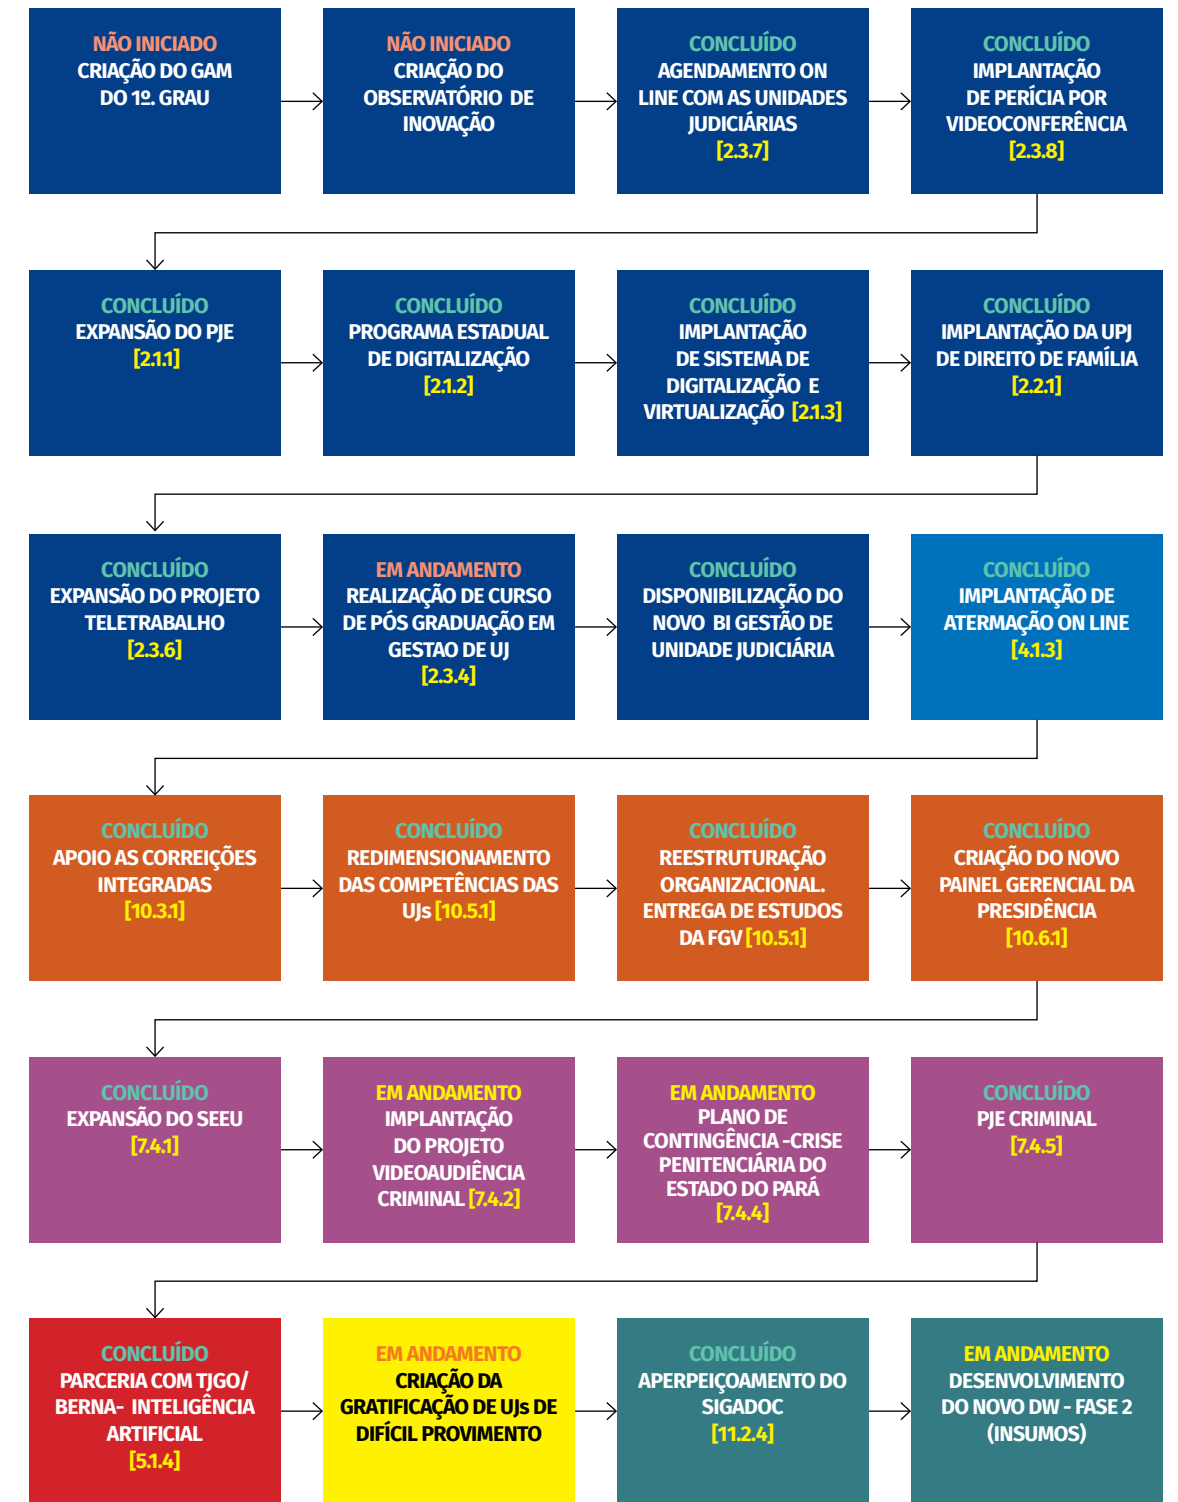 NÃO INICIADO
CRIAÇÃO DO GAM
DO 1º. GRAU
NÃO INICIADO
CRIAÇÃO DO
OBSERVATÓRIO DE
INOVAÇÃO
CONCLUÍDO
AGENDAMENTO ON
LINE COM AS UNIDADES
JUDICIÁRIAS
[2.3.7]
CONCLUÍDO
IMPLANTAÇÃO
DE PERÍCIA POR
VIDEOCONFERÊNCIA
[2.3.8]
CONCLUÍDO
EXPANSÃO DO PJE
[2.1.1]
CONCLUÍDO
PROGRAMA ESTADUAL
DE DIGITALIZAÇÃO
[2.1.2]
CONCLUÍDO
IMPLANTAÇÃO
DE SISTEMA DE
DIGITALIZAÇÃO E
VIRTUALIZAÇÃO [2.1.3]
CONCLUÍDO
IMPLANTAÇÃO DA UPJ
DE DIREITO DE FAMÍLIA
[2.2.1]
CONCLUÍDO
EXPANSÃO DO PROJETO
TELETRABALHO
[2.3.6]
EM ANDAMENTO
REALIZAÇÃO DE CURSO
DE PÓS GRADUAÇÃO EM
GESTAO DE UJ
[2.3.4]
CONCLUÍDO
DISPONIBILIZAÇÃO DO
NOVO BI GESTÃO DE
UNIDADE JUDICIÁRIA
CONCLUÍDO
IMPLANTAÇÃO DE
ATERMAÇÃO ON LINE
[4.1.3]
CONCLUÍDO
APOIO AS CORREIÇÕES
INTEGRADAS
[10.3.1]
CONCLUÍDO
REDIMENSIONAMENTO
DAS COMPETÊNCIAS DAS
UJs [10.5.1]
CONCLUÍDO
REESTRUTURAÇÃO
ORGANIZACIONAL.
ENTREGA DE ESTUDOS
DA FGV [10.5.1]
CONCLUÍDO
CRIAÇÃO DO NOVO
PAINEL GERENCIAL DA
PRESIDÊNCIA
[10.6.1]
CONCLUÍDO
EXPANSÃO DO SEEU
[7.4.1]
EM ANDAMENTO
IMPLANTAÇÃO
DO PROJETO
VIDEOAUDIÊNCIA
CRIMINAL [7.4.2]
EM ANDAMENTO
PLANO DE
CONTINGÊNCIA -CRISE
PENITENCIÁRIA DO
ESTADO DO PARÁ
[7.4.4]
CONCLUÍDO
PJE CRIMINAL
[7.4.5]
CONCLUÍDO
PARCERIA COM TJGO/
BERNA- INTELIGÊNCIA
ARTIFICIAL
[5.1.4]
EM ANDAMENTO
CRIAÇÃO DA
GRATIFICAÇÃO DE UJs DE
DIFÍCIL PROVIMENTO
CONCLUÍDO
APERPEIÇOAMENTO DO
SIGADOC
[11.2.4]
EM ANDAMENTO
DESENVOLVIMENTO
DO NOVO DW - FASE 2
(INSUMOS)